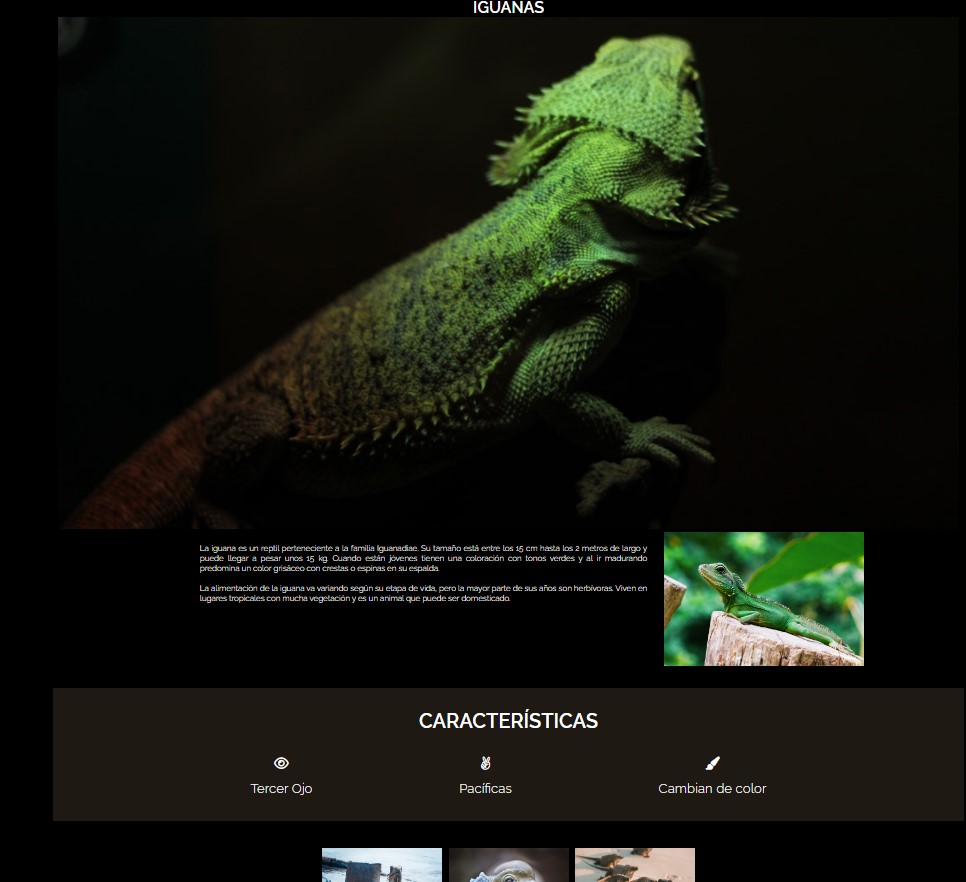 IGUANAS
La iguana es un reptil perteneciente a la familia Iguanadiae. Su tamaño está entre los 15 cm hasta los 2 metros de largo y
puede llegar a pesar unos 15 kg. Cuando están jóvenes tienen una coloración con tonos verdes y al ir madurando
predomina un color grisáceo con crestas o espinas en su espalda.
La alimentación de la iguana va variando según su etapa de vida, pero la mayor parte de sus años son herbívoras. Viven en
lugares tropicales con mucha vegetación y es un animal que puede ser domesticado.
CARACTERÍSTICAS
Tercer Ojo
Pacíficas
Cambian de color